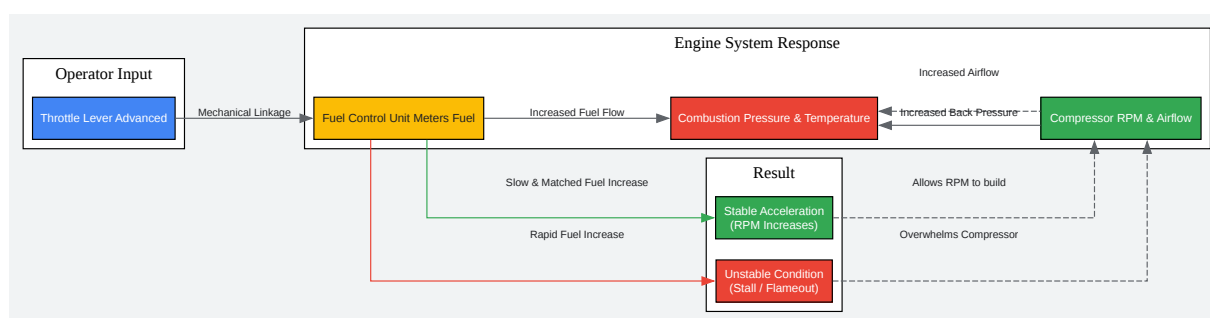 Engine System Response
Operator Input
Increased Airflow
Throttle Lever Advanced
Mechanical Linkage
Fuel Control Unit Meters Fuel
Increased Fuel Flow
Combustion Pressure & Temperature
Increased Back Pressure
Compressor RPM & Airflow
Result
Slow & Matched Fuel Increase
Allows RPM to build
Stable Acceleration
(RPM Increases)
Rapid Fuel Increase
Overwhelms Compressor
Unstable Condition
(Stall / Flameout)